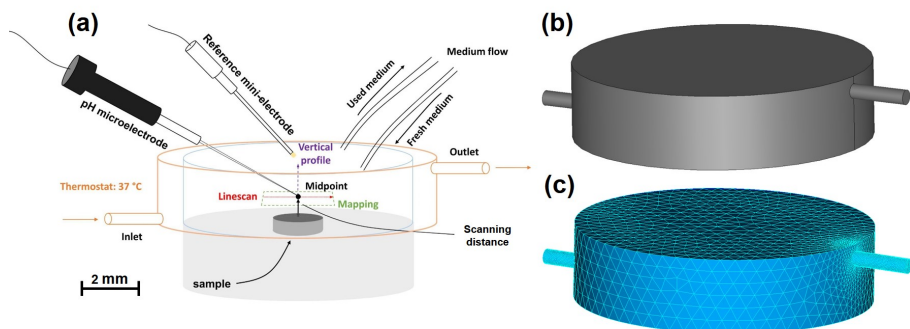 (a)
Reference mini-electrode
pH microelectrode
Medium flow
Used medium
Fresh medium
Vertical
profile
Outlet
Thermostat: 37 °C
Midpoint
Linescan
Mapping
Inlet
Scanning
distance
sample
2 mm
(b)
(c)